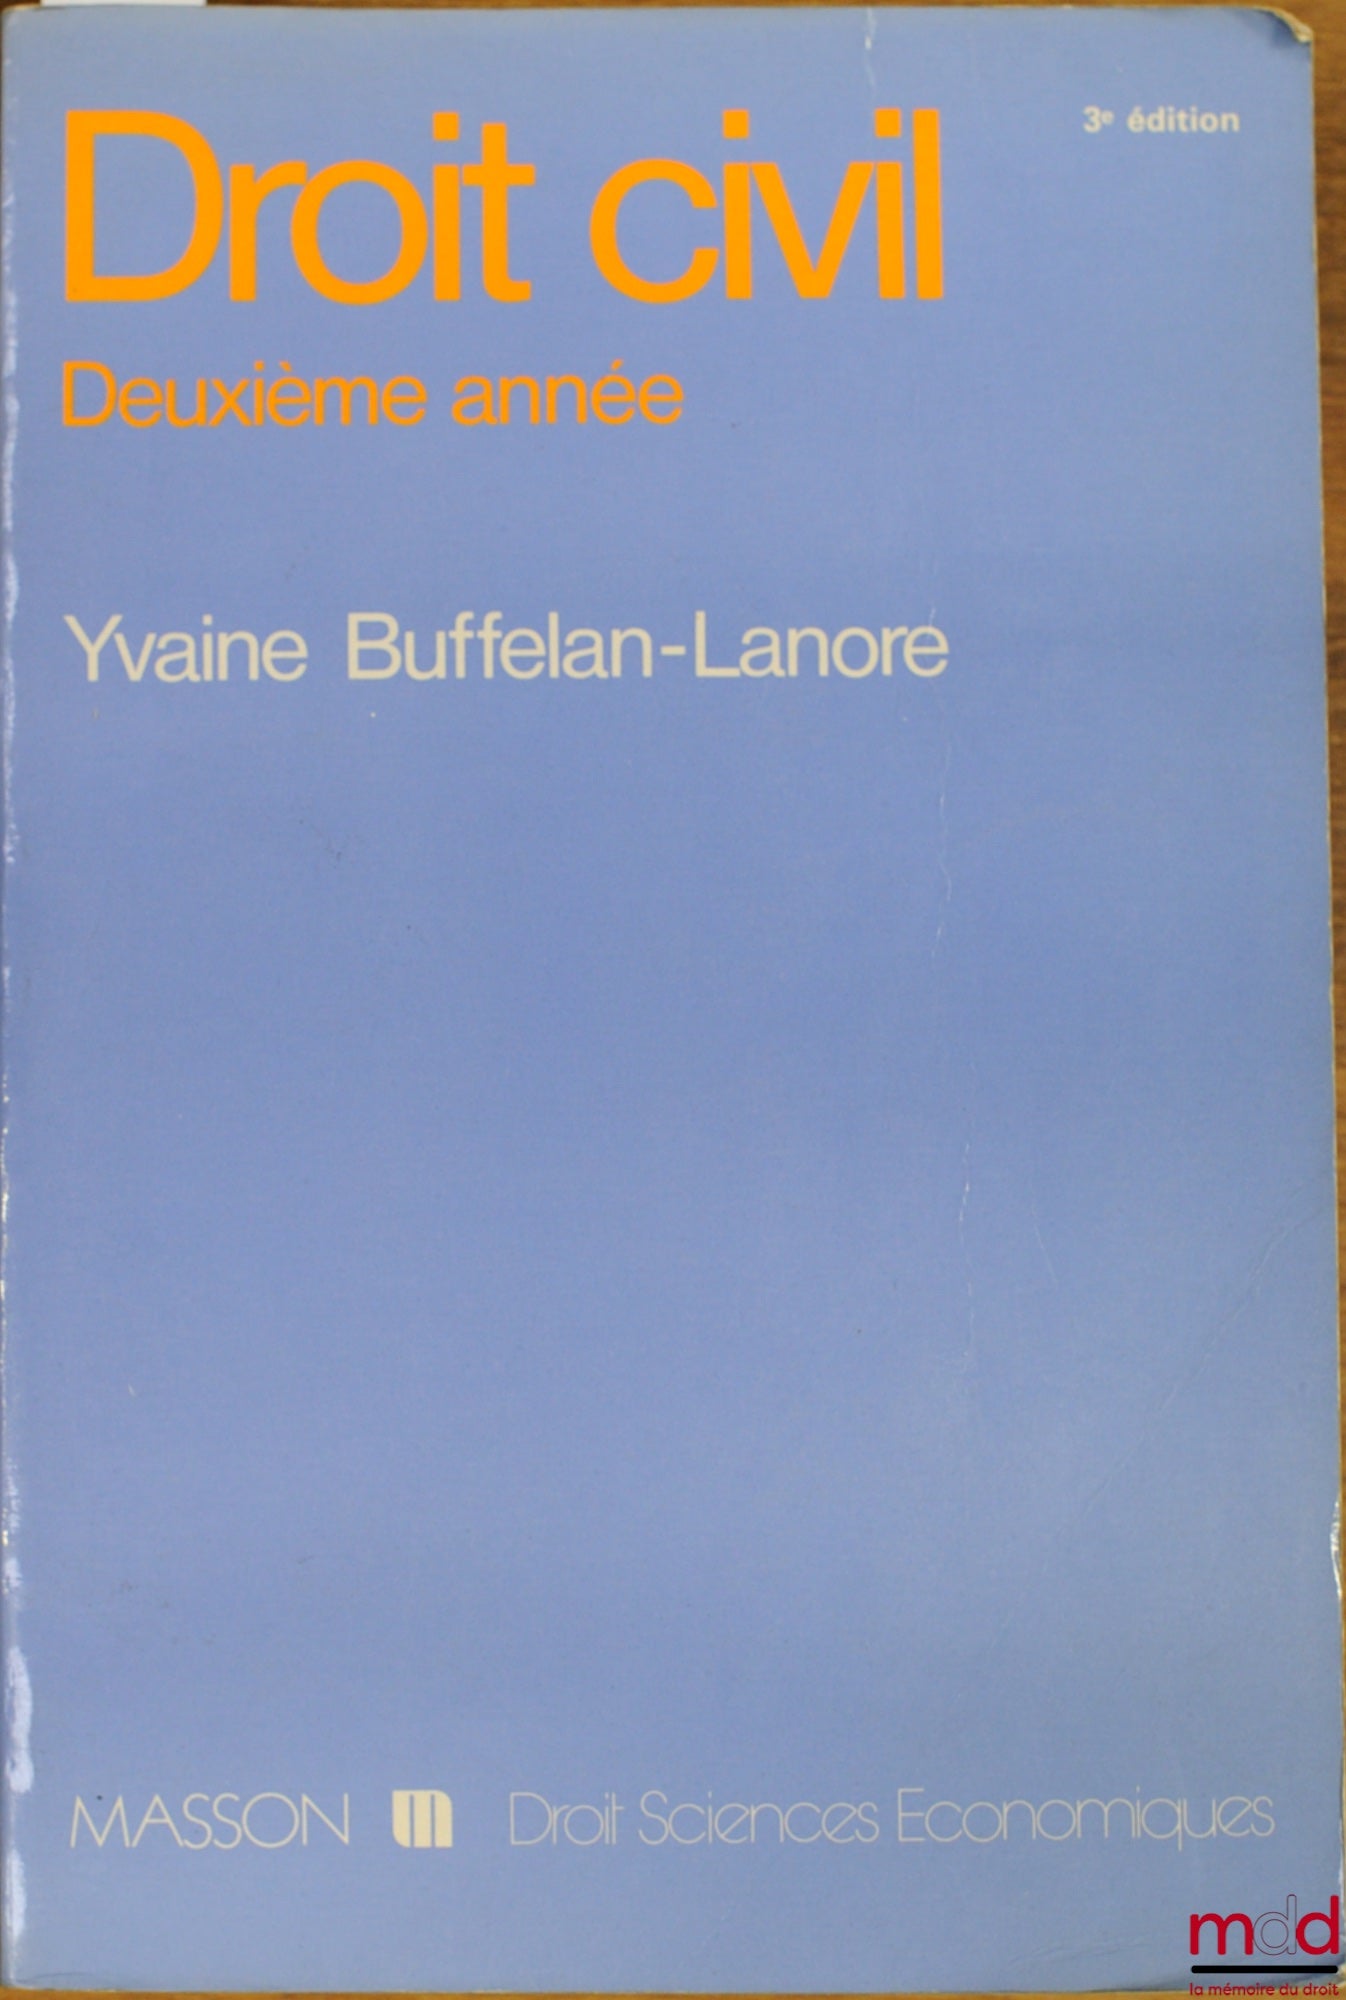 3e édition
Droit civil
Deuxième année
Yvaine Buffelan-Lanore
MASSON m Droit Sciences Economiques
mdd
la mémoire du droit